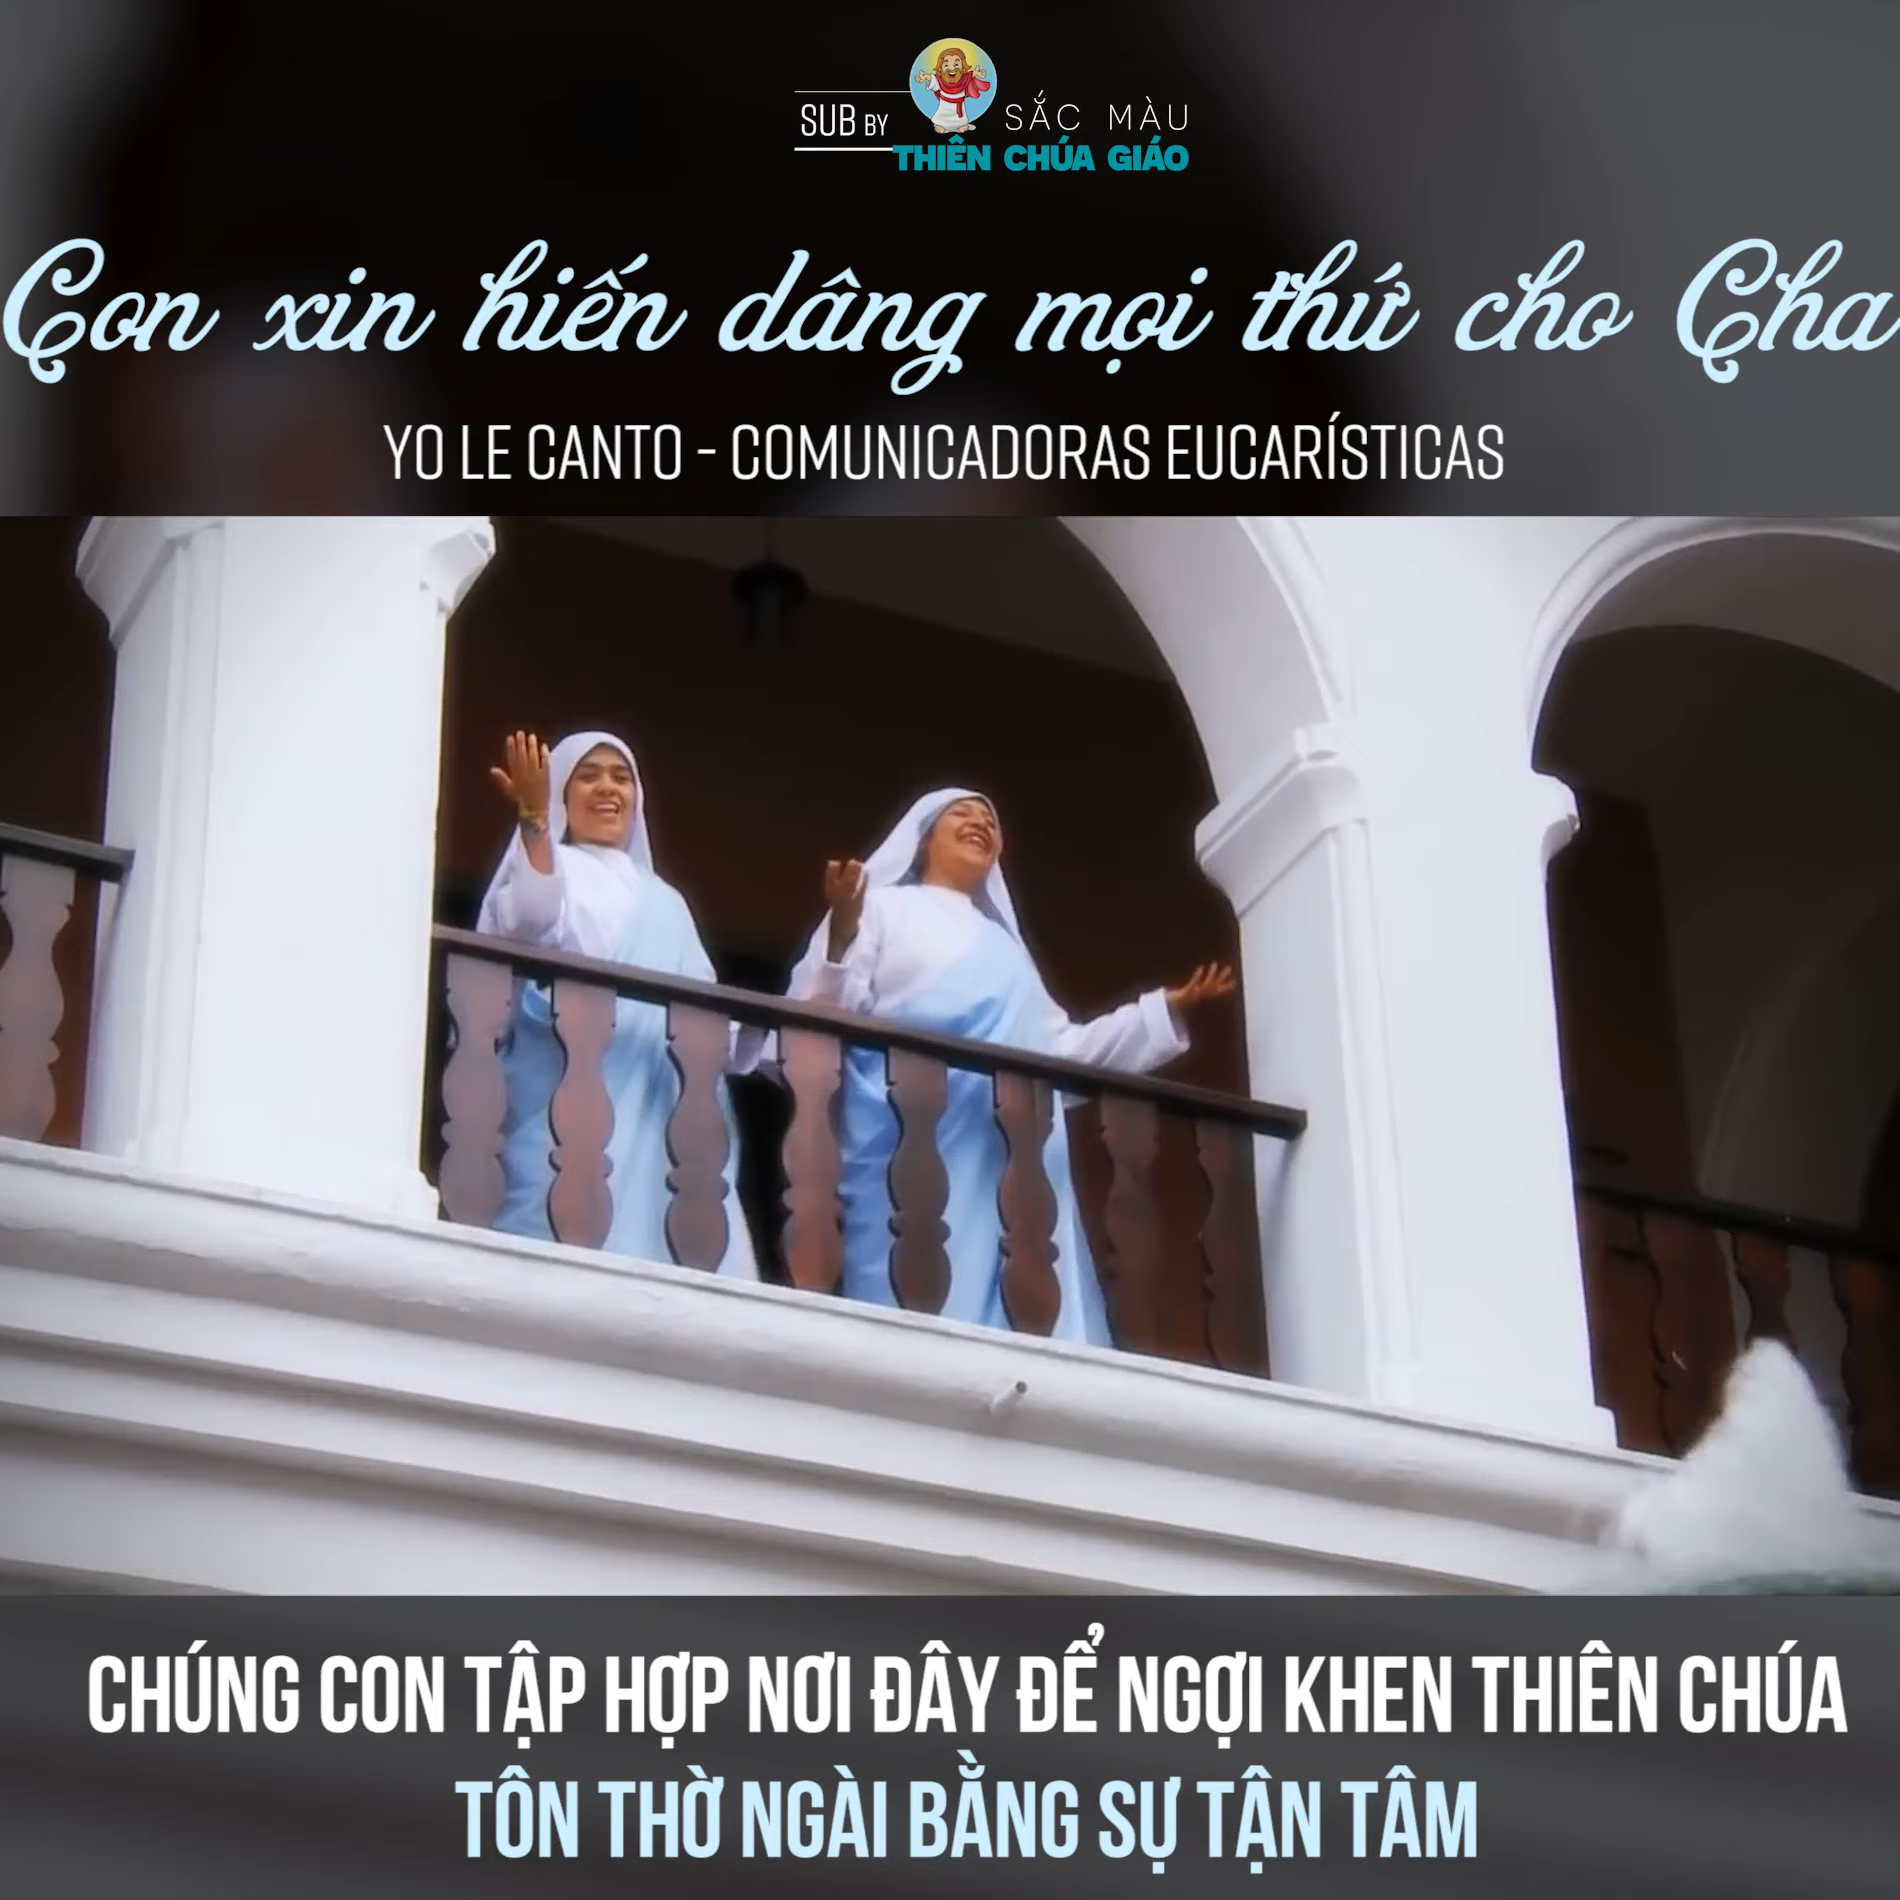 SUB BY SẮC MÀU
THIÊN CHÚA GIÁO
Con xin hiến dâng mọi thứ cho Cha
YO LE CANTO - COMUNICADORAS EUCARÍSTICAS
CHÚNG CON TẬP HỢP NƠI ĐÂY ĐỂ NGỢI KHEN THIÊN CHÚA
TÔN THỜ NGÀI BẰNG SỰ TẬN TÂM